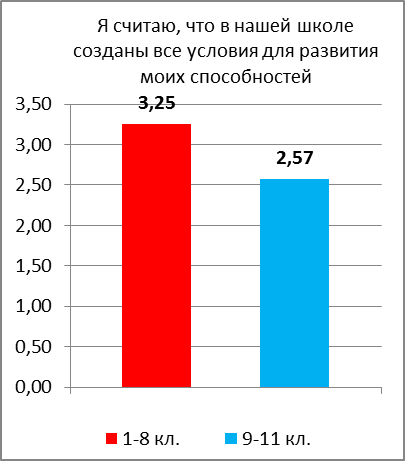 Я считаю, что в нашей школе
созданы все условия для развития
моих способностей
3,50
3,25
3,00
2,57
2,50
2,00
1,50
1,00
0,50
0,00
1-8 кл.
9-11 кл.